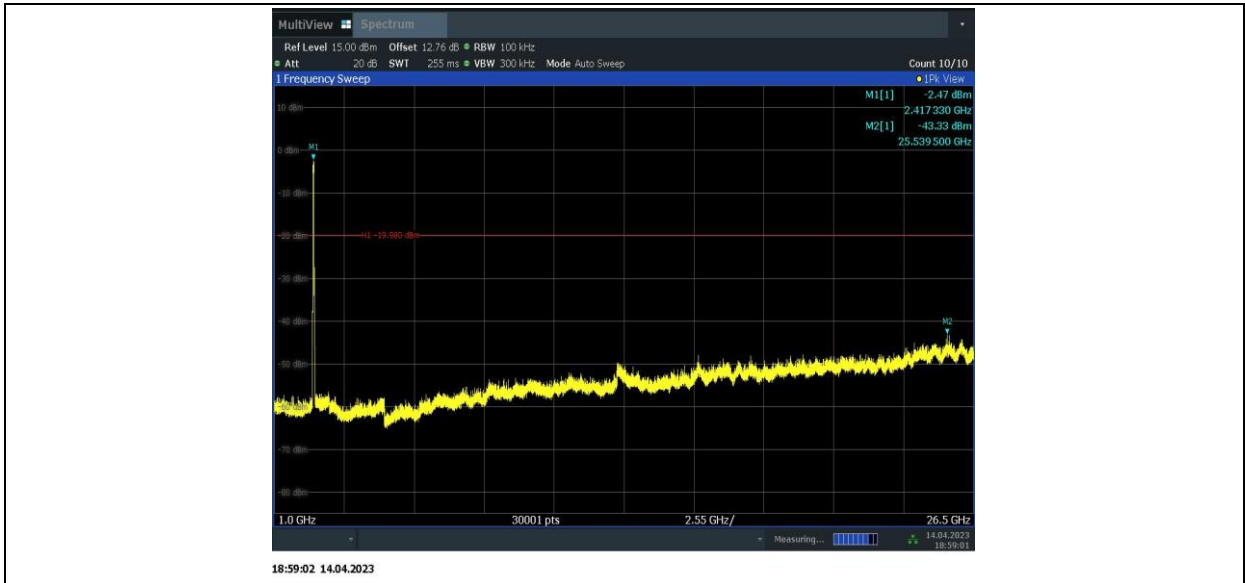 MultiView Spectrum
Ref Level 15.00 dBm Offset 12.76 dB RBW 100 kHz
Att 20 dB SWT 255 ms VBW 300 kHz Mode Auto Sweep Count 10/10
1 Frequency Sweep 1Pk View
M1[1] -2.47 dBm
2.417330 GHz
M2[1] -43.33 dBm
25.539500 GHz
10 dBm
0 dBm
M1
-10 dBm
-20 dBm H1 -19.980 dBm
-30 dBm
-40 dBm
M2
-50 dBm
-60 dBm
-70 dBm
-80 dBm
1.0 GHz 30001 pts 2.55 GHz/ 26.5 GHz
Measuring... 14.04.2023
18:59:01
18:59:02 14.04.2023